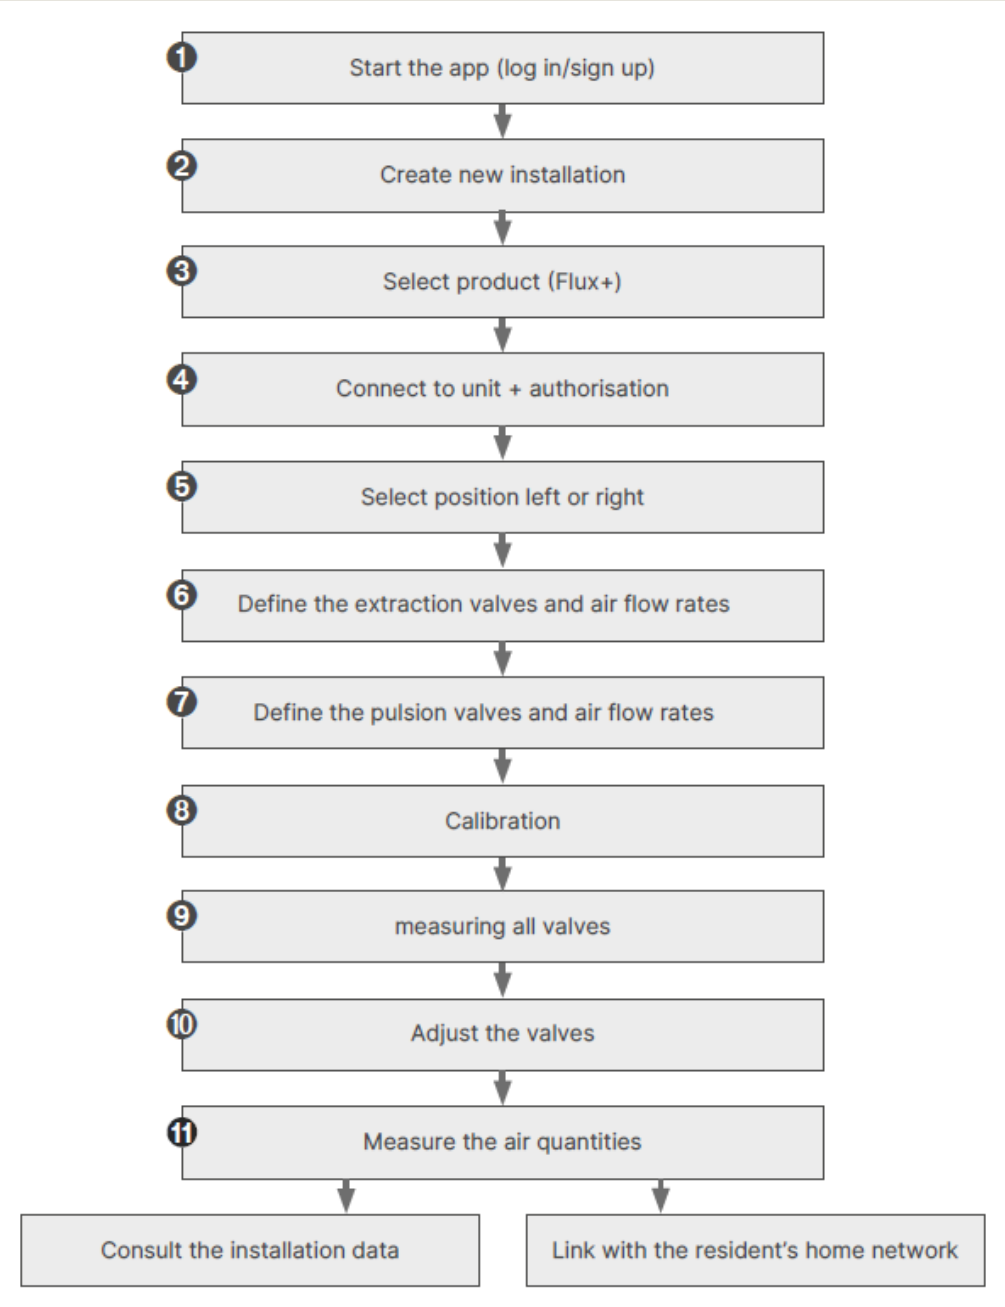 1
Start the app (log in/sign up)
2
Create new installation
3
Select product (Flux+)
4
Connect to unit + authorisation
5
Select position left or right
6
Define the extraction valves and air flow rates
7
Define the pulsion valves and air flow rates
8
Calibration
9
measuring all valves
10
Adjust the valves
11
Measure the air quantities
Consult the installation data
Link with the resident's home network